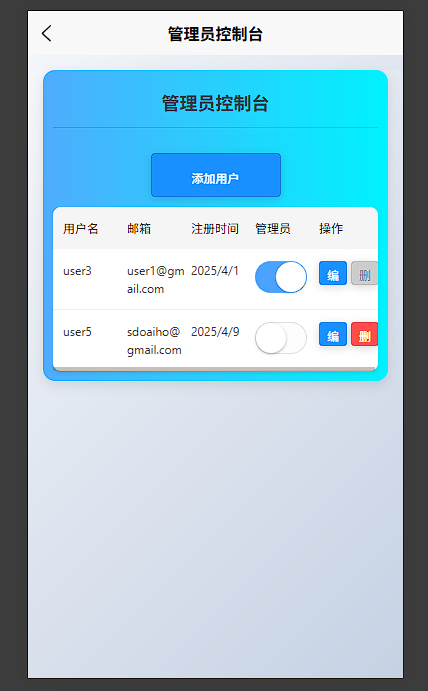 管理员控制台
管理员控制台
添加用户
用户名 邮箱 注册时间 管理员 操作
user3 user1@gm 2025/4/1 编 删
ail.com
user5 sdoaiho@ 2025/4/9 编 删
gmail.com